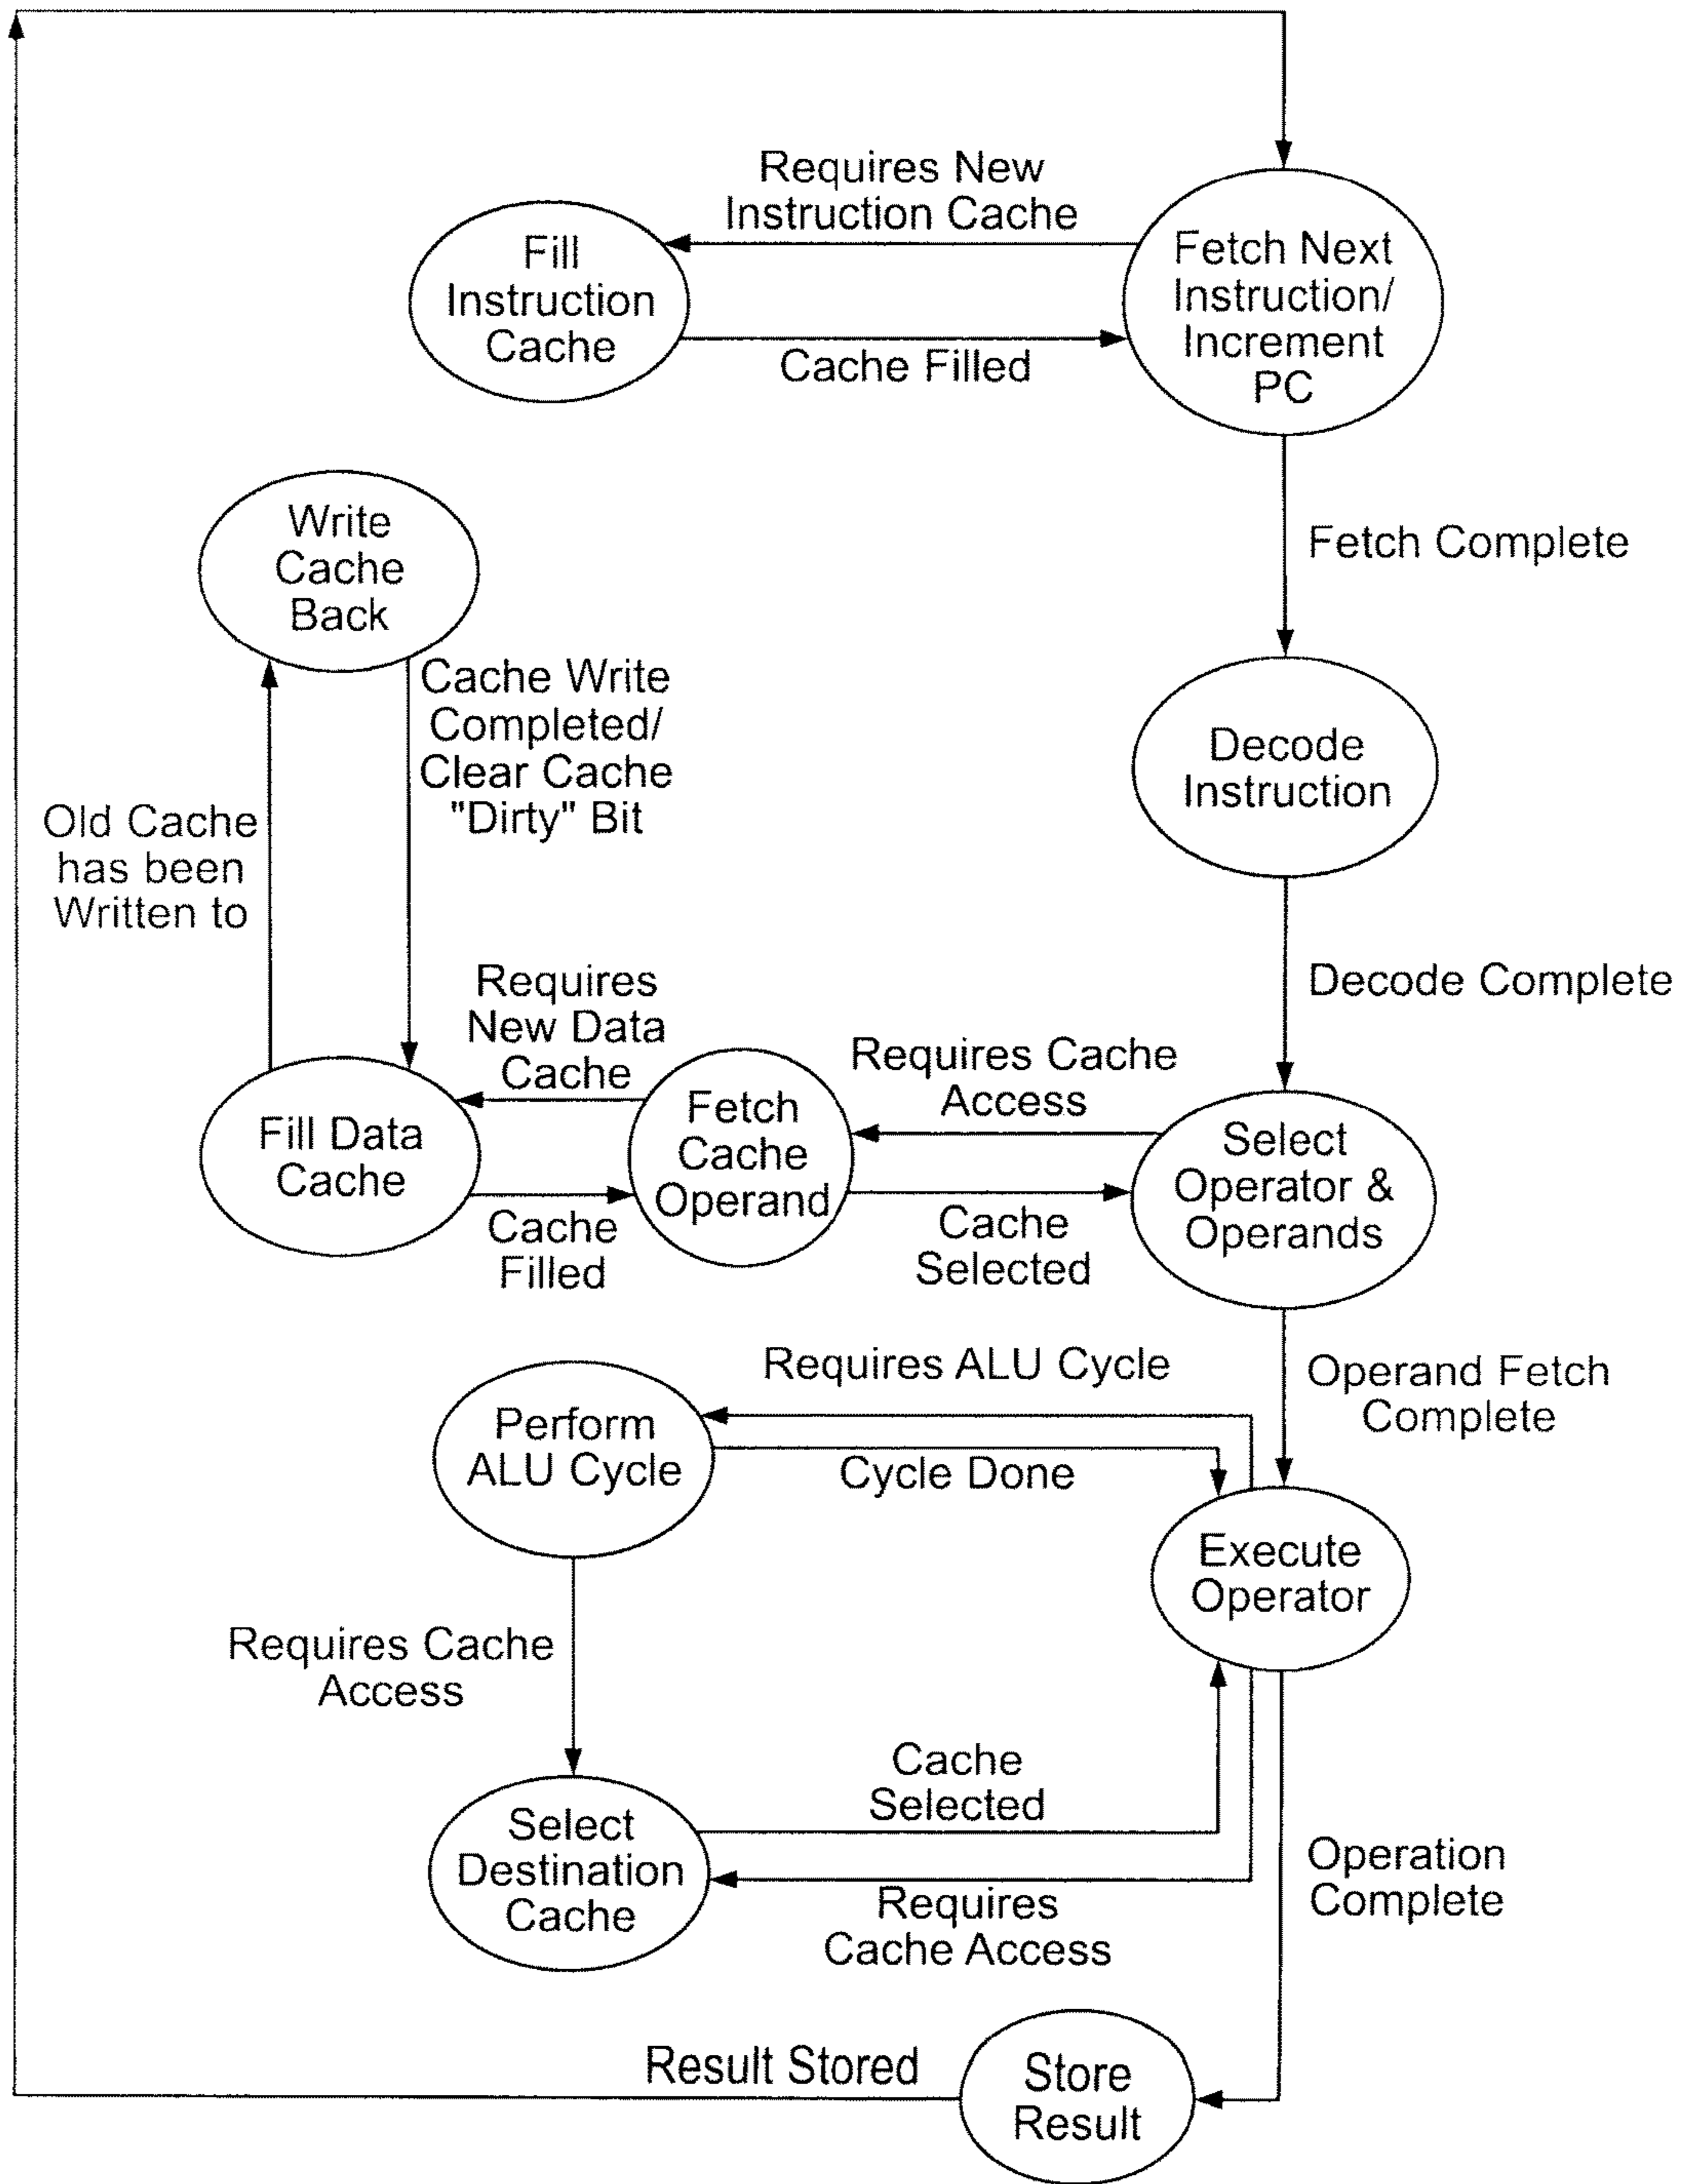 Requires New
Instruction Cache
Fill
Instruction
Cache
Cache Filled
Fetch Next
Instruction/
Increment
PC
Fetch Complete
Write
Cache
Back
Cache Write
Completed/
Clear Cache
"Dirty" Bit
Old Cache
has been
Written to
Decode
Instruction
Decode Complete
Requires
New Data
Cache
Requires Cache
Access
Fill Data
Cache
Fetch
Cache
Operand
Select
Operator &
Operands
Cache
Filled
Cache
Selected
Requires ALU Cycle
Operand Fetch
Complete
Perform
ALU Cycle
Cycle Done
Execute
Operator
Requires Cache
Access
Cache
Selected
Select
Destination
Cache
Requires
Cache Access
Operation
Complete
Result Stored
Store
Result